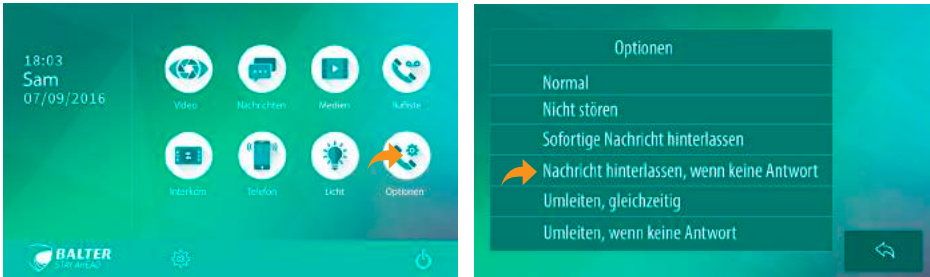 18:03
Sam
07/09/2016
Video
Nachrichten
Medien
Rufliste
Interkom
Telefon
Licht
Optionen
BALTER
STAY AHEAD
Optionen
Normal
Nicht stören
Sofortige Nachricht hinterlassen
Nachricht hinterlassen, wenn keine Antwort
Umleiten, gleichzeitig
Umleiten, wenn keine Antwort